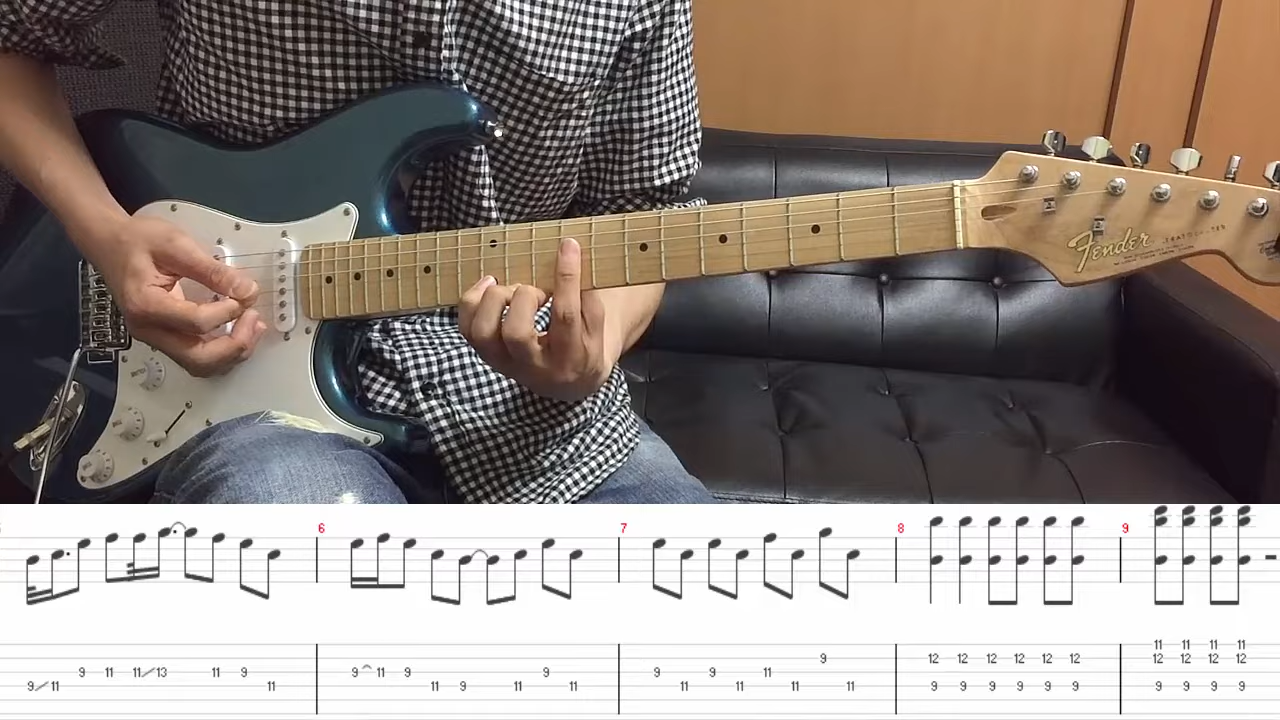 Fender
6 7 8 9
11 11 11 11
9 12 12 12 12 12 12 12 12 12 12
9 11 11 13 11 9 9 11 9 9 9 9 11
9 11 11 11 9 11 11 11 11 11 11 9 9 9 9 9 9 9 9 9 9